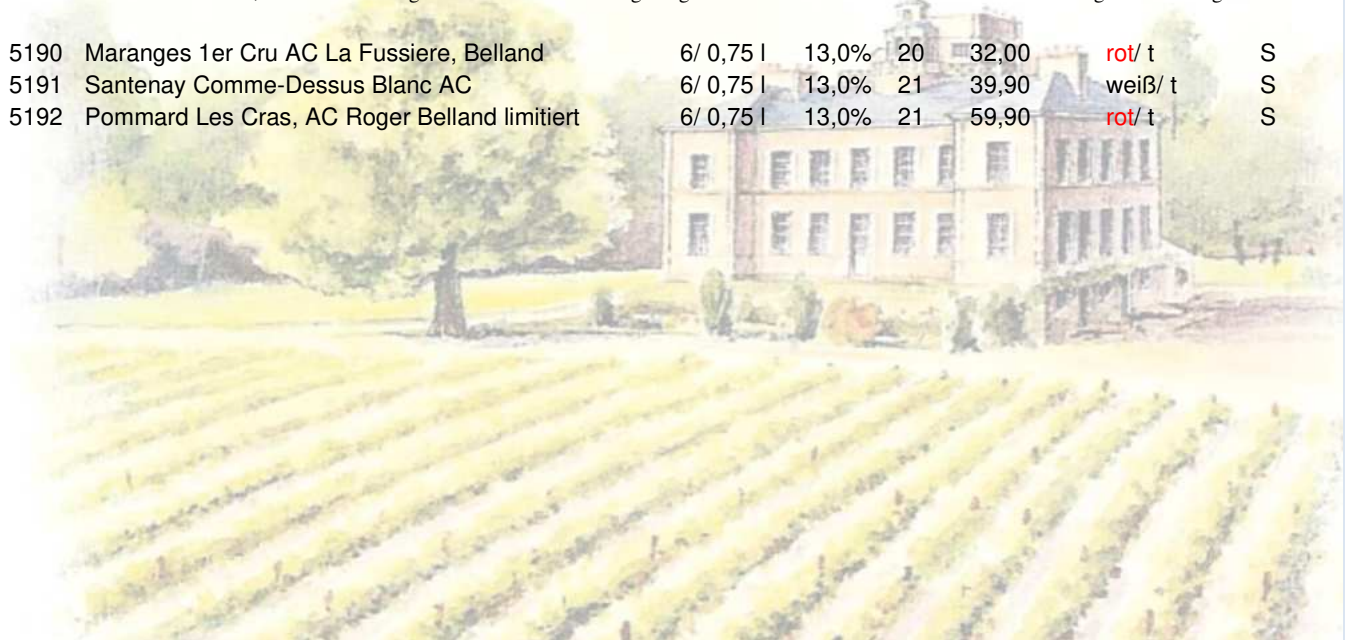 5190 Maranges 1er Cru AC La Fussiere, Belland 6/ 0,75 l 13,0% 20 32,00 rot/ t S
5191 Santenay Comme-Dessus Blanc AC 6/ 0,75 l 13,0% 21 39,90 weiß/ t S
5192 Pommard Les Cras, AC Roger Belland limitiert 6/ 0,75 l 13,0% 21 59,90 rot/ t S